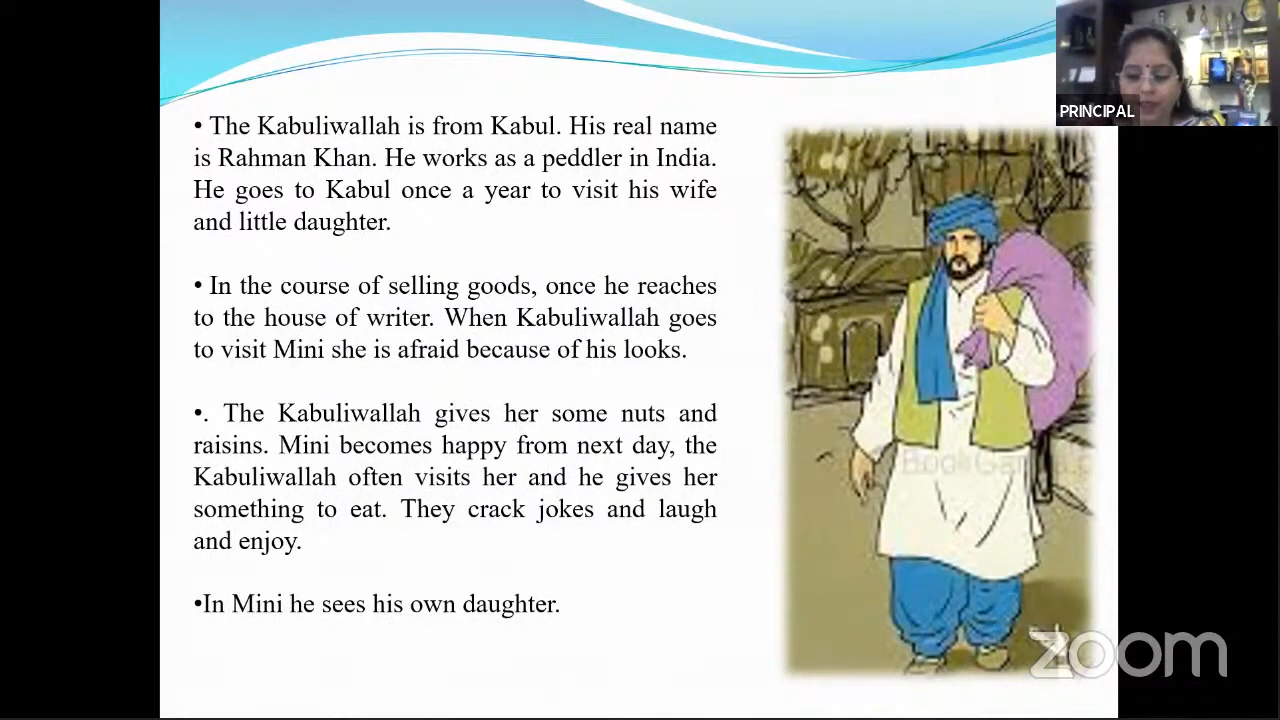 PRINCIPAL
• The Kabuliwallah is from Kabul. His real name
is Rahman Khan. He works as a peddler in India.
He goes to Kabul once a year to visit his wife
and little daughter.
• In the course of selling goods, once he reaches
to the house of writer. When Kabuliwallah goes
to visit Mini she is afraid because of his looks.
•. The Kabuliwallah gives her some nuts and
raisins. Mini becomes happy from next day, the
Kabuliwallah often visits her and he gives her
something to eat. They crack jokes and laugh
and enjoy.
•In Mini he sees his own daughter.
zoom